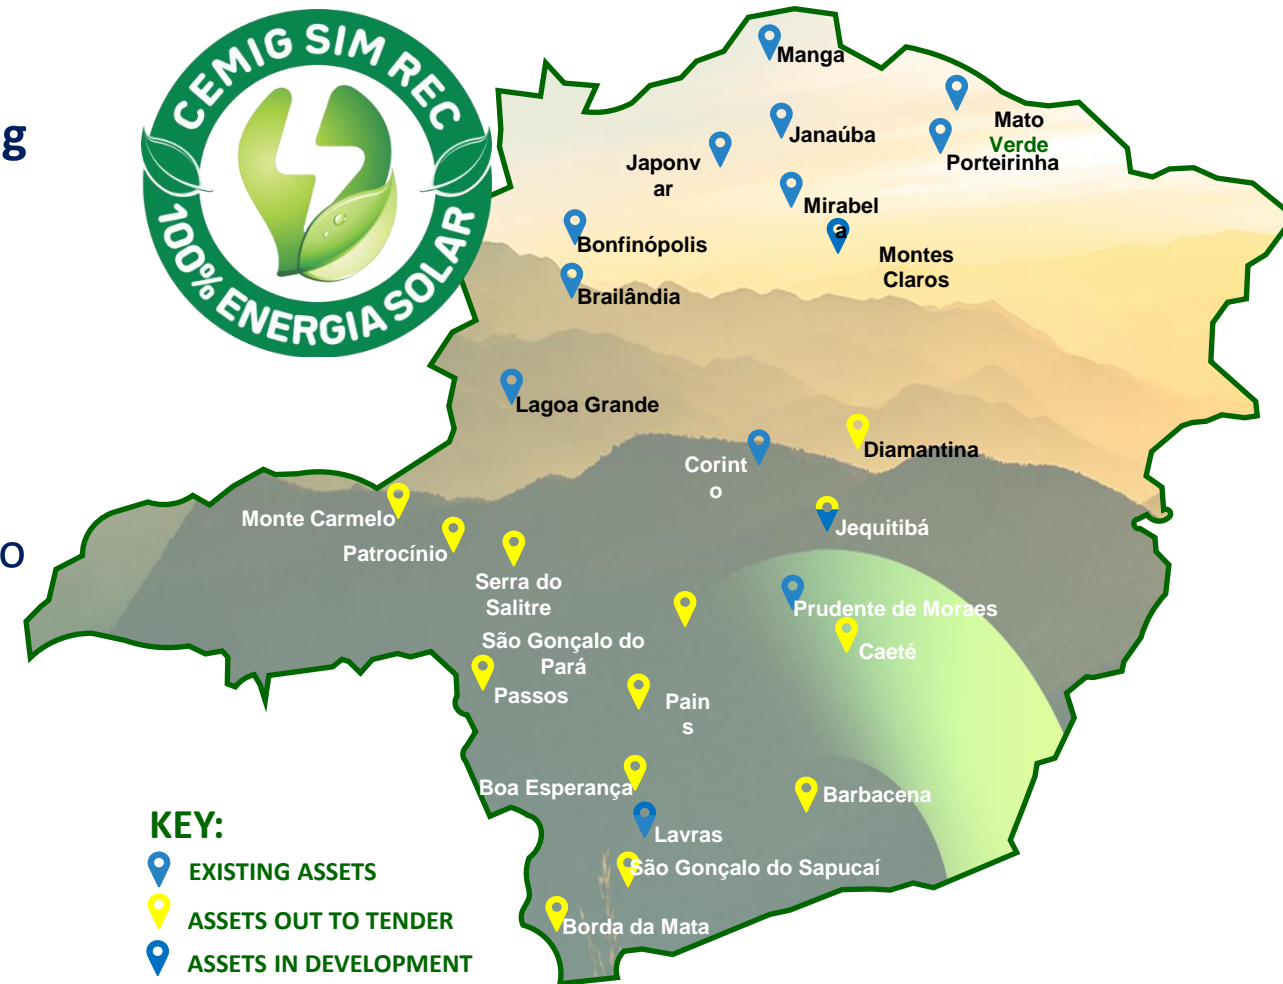 g
O
CEMIG SIM REC
100% ENERGIA SOLAR
Manga
Mato
Verde
Janaúba
Japonv
ar
Porteirinha
Mirabel
a
Bonfinópolis
Montes
Claros
Brailândia
Lagoa Grande
Diamantina
Corint
o
Monte Carmelo
Jequitibá
Patrocínio
Serra do
Salitre
Prudente de Moraes
São Gonçalo do
Pará
Caeté
Passos
Pain
s
Boa Esperança
Barbacena
Lavras
São Gonçalo do Sapucaí
Borda da Mata
KEY:
EXISTING ASSETS
ASSETS OUT TO TENDER
ASSETS IN DEVELOPMENT